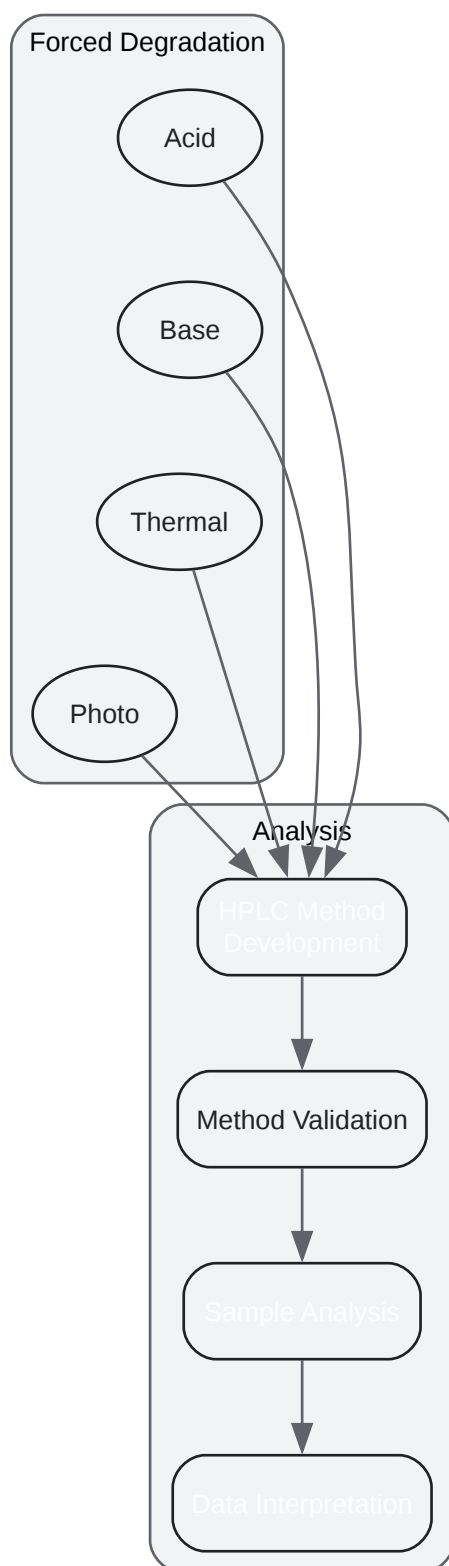 Forced Degradation
Acid
Base
Thermal
Photo
Analysis
HPLC Method
Development
Method Validation
Sample Analysis
Data Interpretation